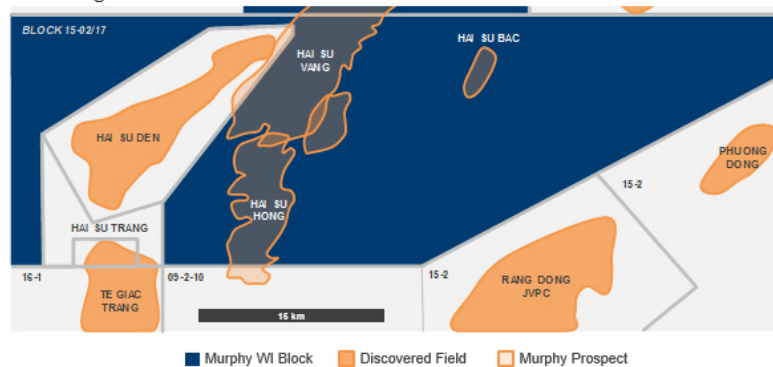 BLOCK 15-02/17
HAI SU
VANG
HAI SU BAC
HAI SU DEN
PHUONG
DONG
15-2
HAI SU
HONG
HAI SU TRANG
16-1
09-2-10
15-2
RANG DONG
JVPC
TE GIAC
TRANG
15 km
Murphy WI Block
Discovered Field
Murphy Prospect